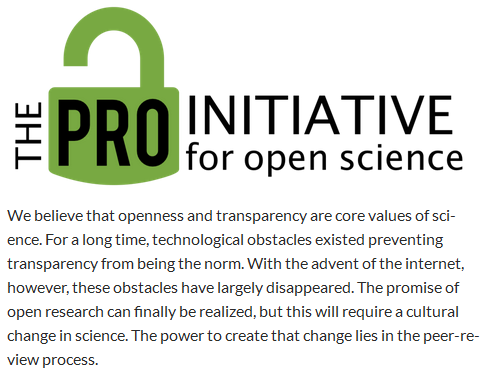 THE PRO INITIATIVE
for open science
We believe that openness and transparency are core values of sci-
ence. For a long time, technological obstacles existed preventing
transparency from being the norm. With the advent of the internet,
however, these obstacles have largely disappeared. The promise of
open research can finally be realized, but this will require a cultural
change in science. The power to create that change lies in the peer-re-
view process.